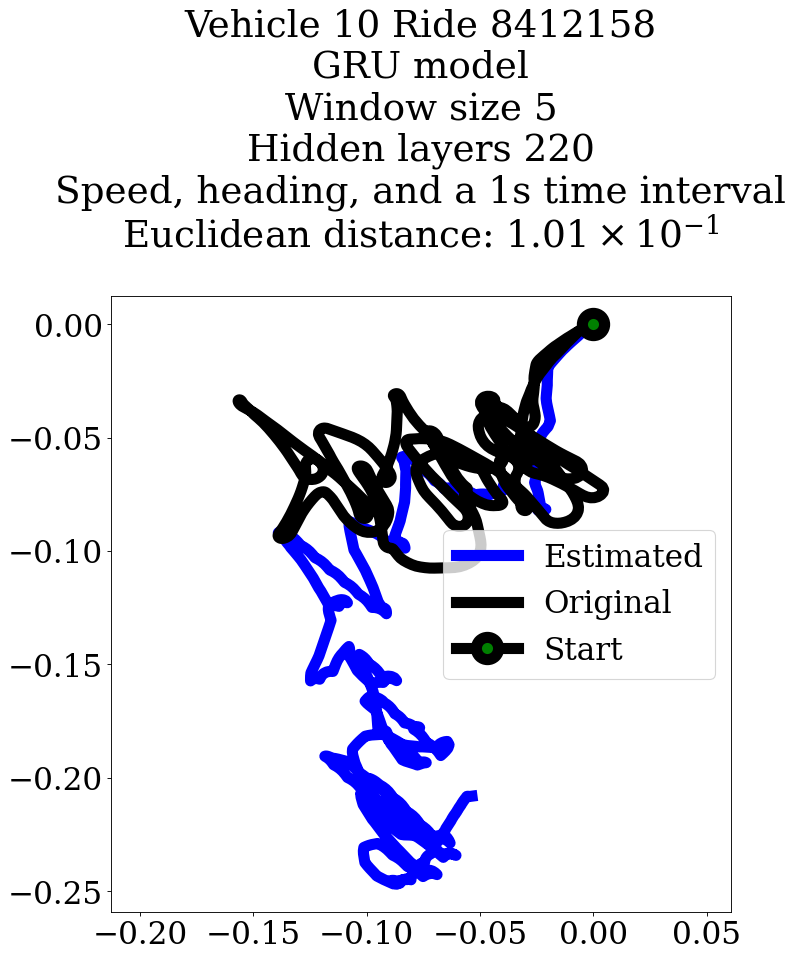 Vehicle 10 Ride 8412158
GRU model
Window size 5
Hidden layers 220
Speed, heading, and a 1s time interval
Euclidean distance: 1.01 × 10⁻¹
0.00
−0.05
−0.10
−0.15
−0.20
−0.25
Estimated
Original
Start
−0.20 −0.15 −0.10 −0.05 0.00 0.05